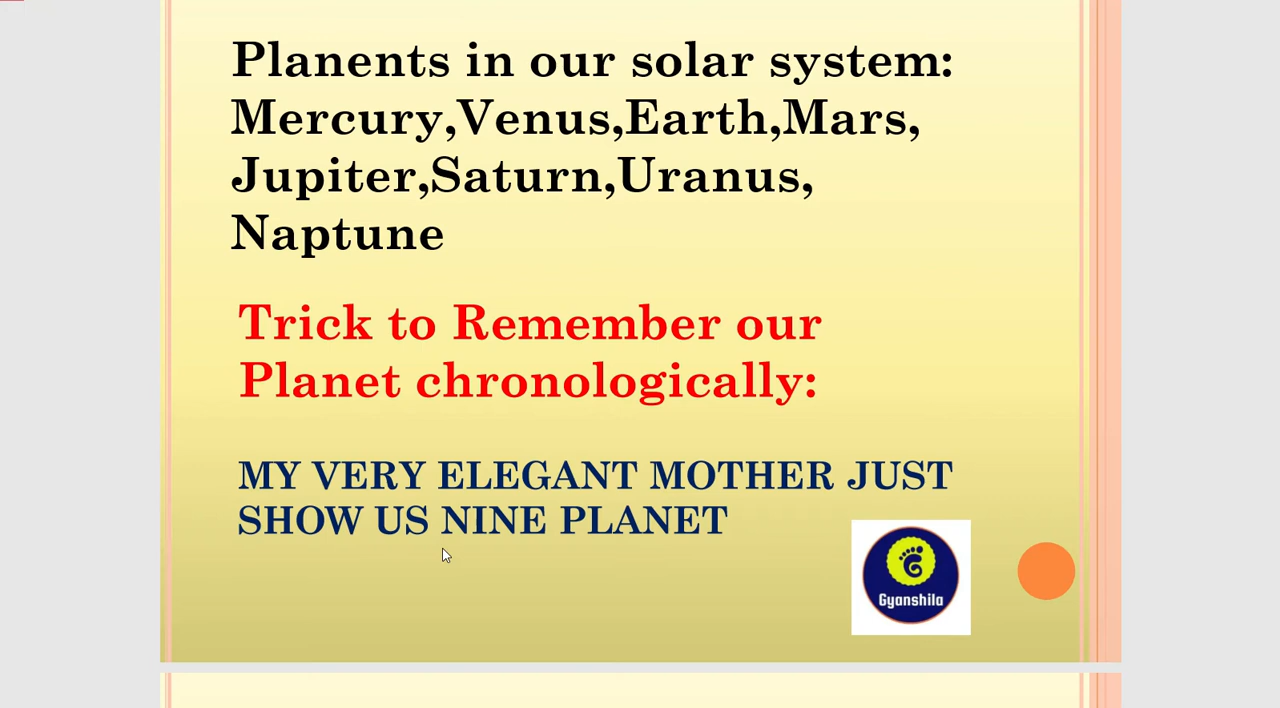 Planents in our solar system:
Mercury,Venus,Earth,Mars,
Jupiter,Saturn,Uranus,
Naptune
Trick to Remember our
Planet chronologically:
MY VERY ELEGANT MOTHER JUST
SHOW US NINE PLANET
Gyanshila